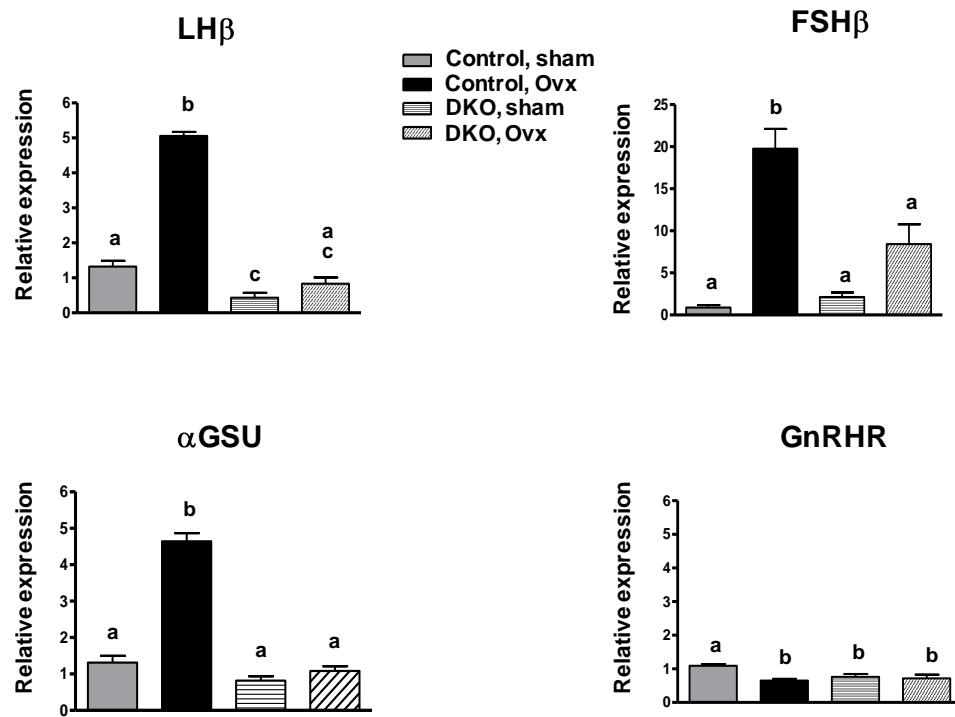 LHβ
Relative expression
6
5
4
3
2
1
0
a
b
c
a
c
Control, sham
Control, Ovx
DKO, sham
DKO, Ovx
FSHβ
Relative expression
25
20
15
10
5
0
a
b
a
a
αGSU
Relative expression
6
5
4
3
2
1
0
a
b
a
a
GnRHR
Relative expression
6
5
4
3
2
1
0
a
b
b
b